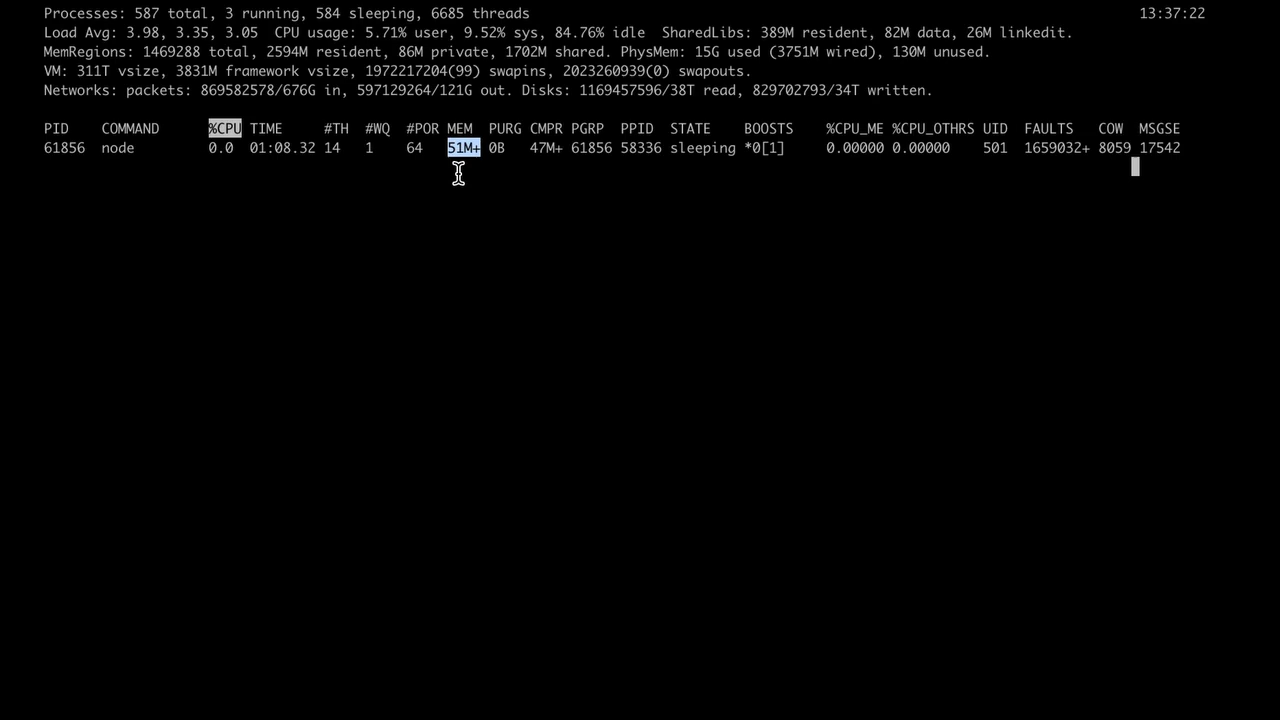 Processes: 587 total, 3 running, 584 sleeping, 6685 threads 13:37:22
Load Avg: 3.98, 3.35, 3.05 CPU usage: 5.71% user, 9.52% sys, 84.76% idle SharedLibs: 389M resident, 82M data, 26M linkedit.
MemRegions: 1469288 total, 2594M resident, 86M private, 1702M shared. PhysMem: 15G used (3751M wired), 130M unused.
VM: 311T vsize, 3831M framework vsize, 1972217204(99) swapins, 2023260939(0) swapouts.
Networks: packets: 869582578/676G in, 597129264/121G out. Disks: 1169457596/38T read, 829702793/34T written.
PID COMMAND %CPU TIME #TH #WQ #POR MEM PURG CMPR PGRP PPID STATE BOOSTS %CPU_ME %CPU_OTHRS UID FAULTS COW MSGSE
61856 node 0.0 01:08.32 14 1 64 51M+ 0B 47M+ 61856 58336 sleeping *0[1] 0.00000 0.00000 501 1659032+ 8059 17542